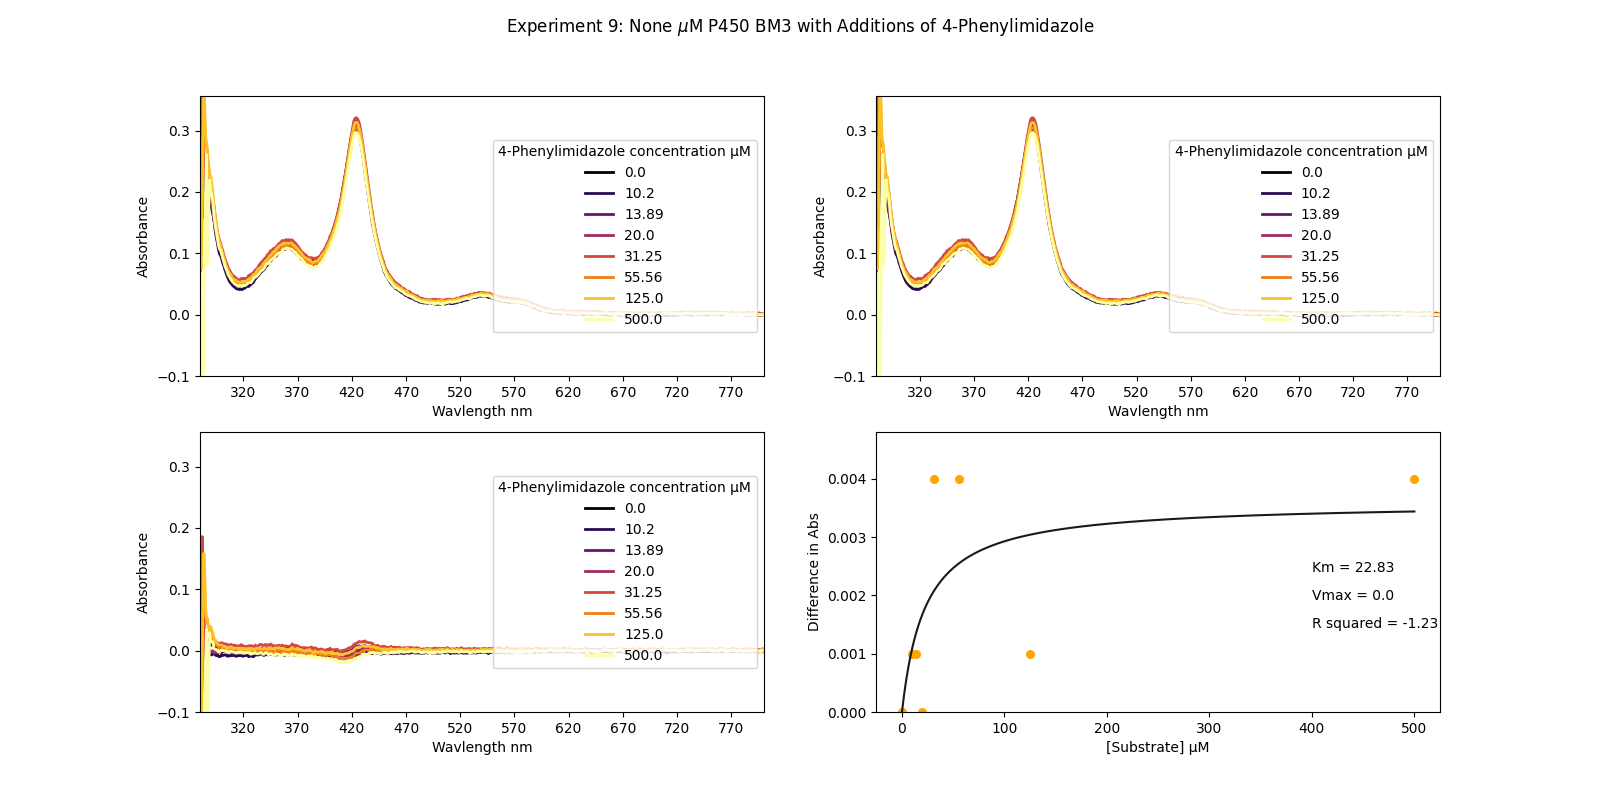 Experiment 9: None μM P450 BM3 with Additions of 4-Phenylimidazole
Absorbance
0.3
0.2
0.1
0.0
−0.1
320 370 420 470 520 570 620 670 720 770
Wavlength nm
4-Phenylimidazole concentration μM
0.0
10.2
13.89
20.0
31.25
55.56
125.0
500.0
Absorbance
0.3
0.2
0.1
0.0
−0.1
320 370 420 470 520 570 620 670 720 770
Wavlength nm
4-Phenylimidazole concentration μM
0.0
10.2
13.89
20.0
31.25
55.56
125.0
500.0
Absorbance
0.3
0.2
0.1
0.0
−0.1
320 370 420 470 520 570 620 670 720 770
Wavlength nm
4-Phenylimidazole concentration μM
0.0
10.2
13.89
20.0
31.25
55.56
125.0
500.0
Difference in Abs
0.004
0.003
0.002
0.001
0.000
0 100 200 300 400 500
[Substrate] μM
Km = 22.83
Vmax = 0.0
R squared = -1.23